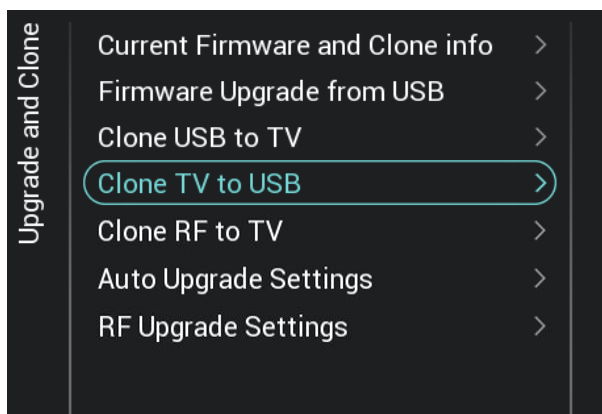 Upgrade and Clone
Current Firmware and Clone info
Firmware Upgrade from USB
Clone USB to TV
Clone TV to USB
Clone RF to TV
Auto Upgrade Settings
RF Upgrade Settings